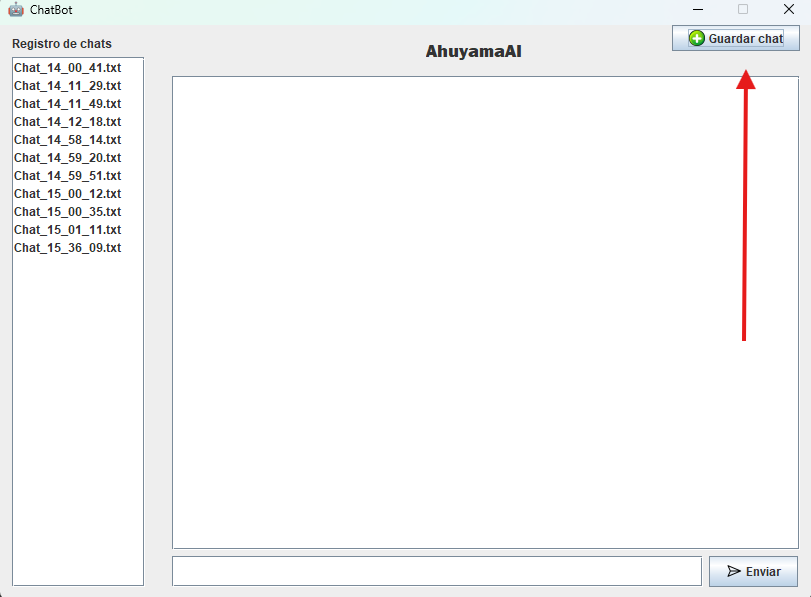 ChatBot
Registro de chats
AhuyamaAI
Guardar chat
Chat_14_00_41.txt
Chat_14_11_29.txt
Chat_14_11_49.txt
Chat_14_12_18.txt
Chat_14_58_14.txt
Chat_14_59_20.txt
Chat_14_59_51.txt
Chat_15_00_12.txt
Chat_15_00_35.txt
Chat_15_01_11.txt
Chat_15_36_09.txt
Enviar